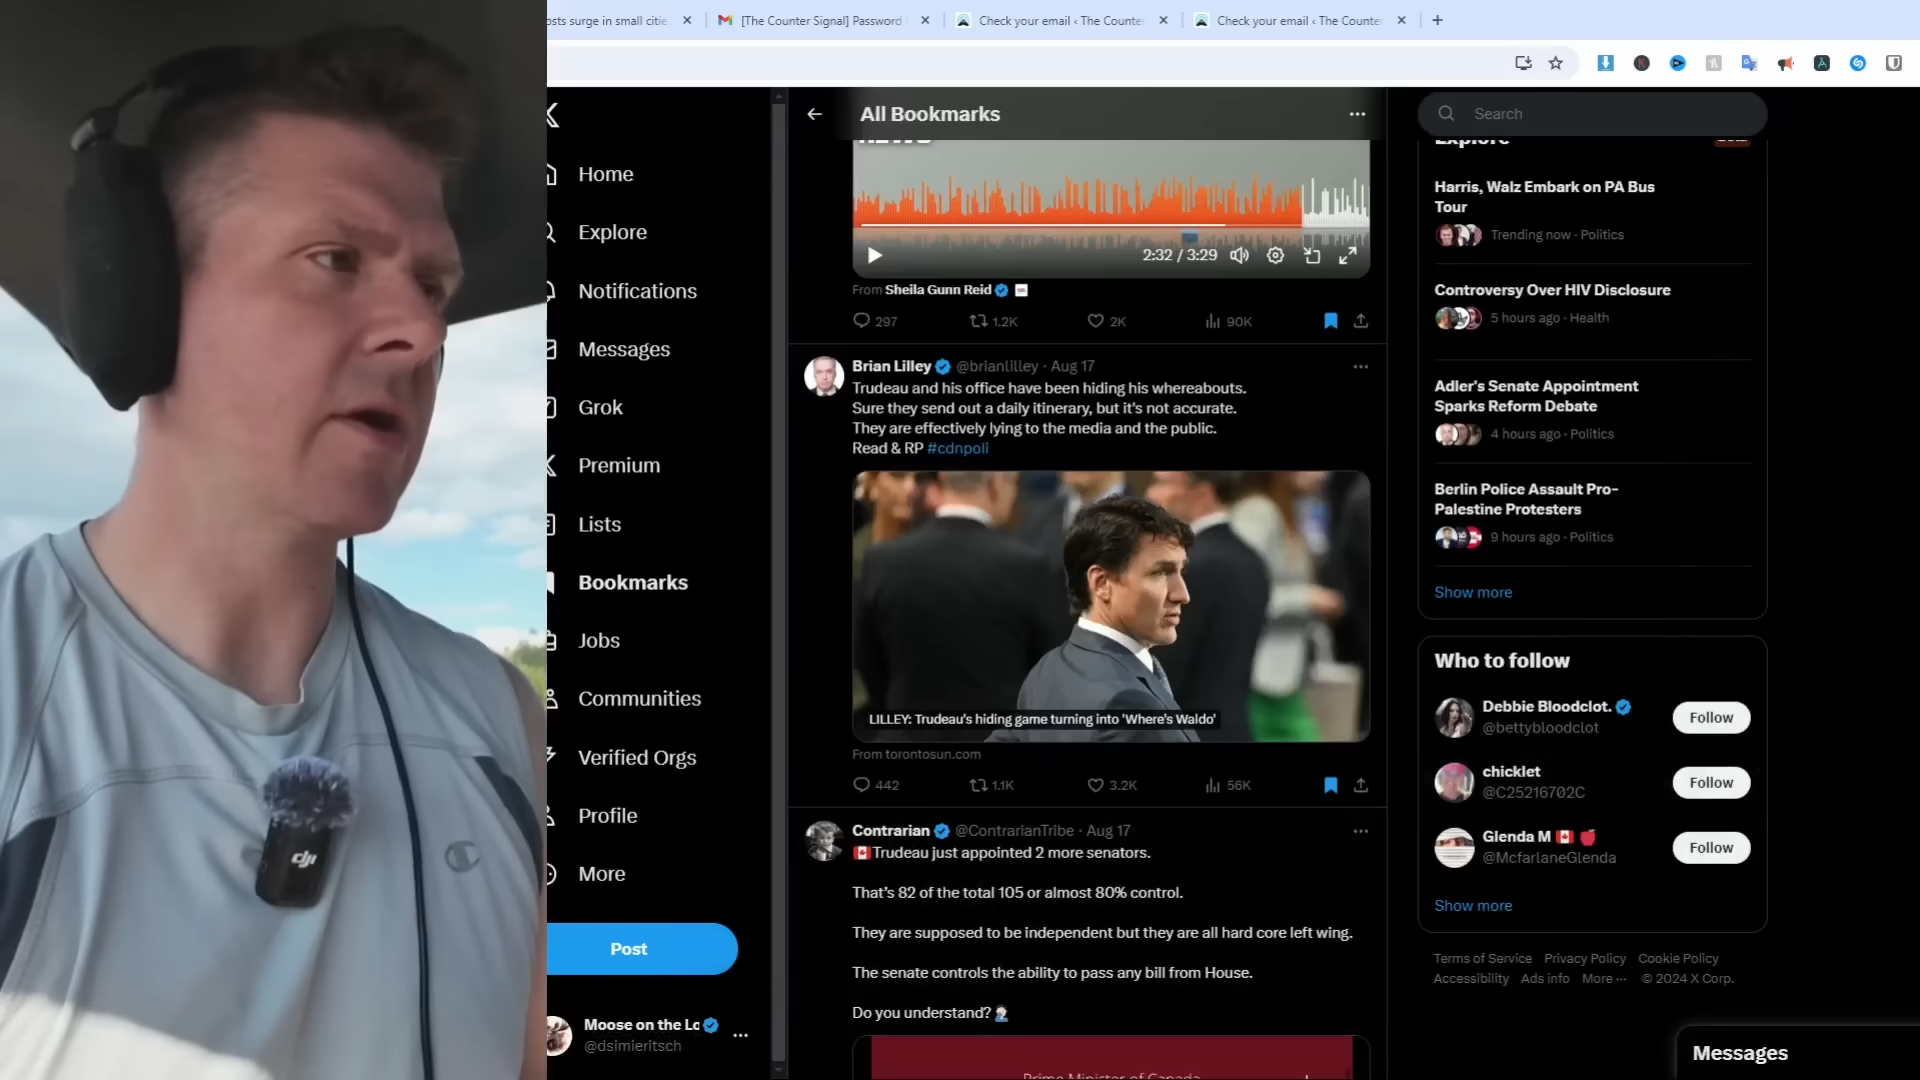 osts surge in small citie
[The Counter Signal] Password
Check your email ‹ The Counte
Check your email ‹ The Counte
Home
Explore
Notifications
Messages
Grok
Premium
Lists
Bookmarks
Jobs
Communities
Verified Orgs
Profile
More
Post
Moose on the Lo
@dsimieritsch
dji
All Bookmarks
NEWS
2:32 / 3:29
From Sheila Gunn Reid
297 1.2K 2K 90K
Brian Lilley @brianlilley · Aug 17
Trudeau and his office have been hiding his whereabouts.
Sure they send out a daily itinerary, but it's not accurate.
They are effectively lying to the media and the public.
Read & RP #cdnpoli
LILLEY: Trudeau's hiding game turning into 'Where's Waldo'
From torontosun.com
442 1.1K 3.2K 56K
Contrarian @ContrarianTribe · Aug 17
Trudeau just appointed 2 more senators.
That's 82 of the total 105 or almost 80% control.
They are supposed to be independent but they are all hard core left wing.
The senate controls the ability to pass any bill from House.
Do you understand?
Prime Minister of Canada
Search
Explore
Harris, Walz Embark on PA Bus
Tour
Trending now · Politics
Controversy Over HIV Disclosure
5 hours ago · Health
Adler's Senate Appointment
Sparks Reform Debate
4 hours ago · Politics
Berlin Police Assault Pro-
Palestine Protesters
9 hours ago · Politics
Show more
Who to follow
Debbie Bloodclot.
@bettybloodclot
Follow
chicklet
@C25216702C
Follow
Glenda M
@McfarlaneGlenda
Follow
Show more
Terms of Service Privacy Policy Cookie Policy
Accessibility Ads info More ··· © 2024 X Corp.
Messages